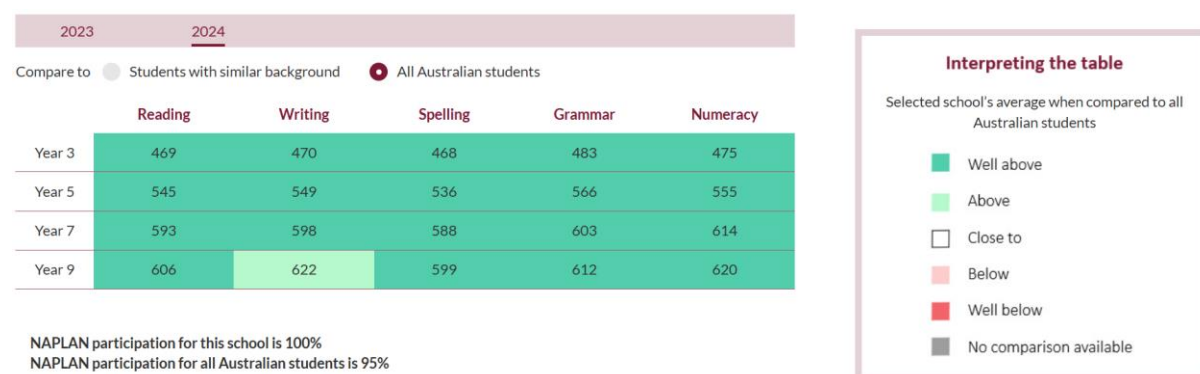 2023 2024
Compare to Students with similar background All Australian students
Reading Writing Spelling Grammar Numeracy
Year 3 469 470 468 483 475
Year 5 545 549 536 566 555
Year 7 593 598 588 603 614
Year 9 606 622 599 612 620
NAPLAN participation for this school is 100%
NAPLAN participation for all Australian students is 95%
Interpreting the table
Selected school's average when compared to all
Australian students
Well above
Above
Close to
Below
Well below
No comparison available